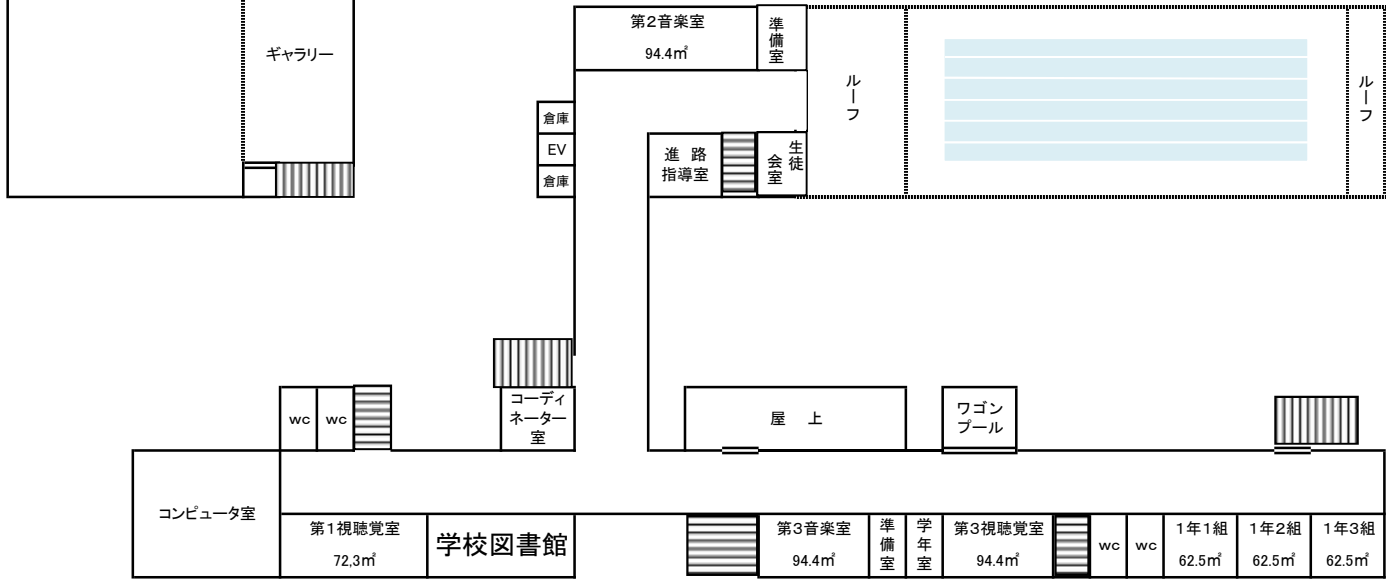 第2音楽室
94.4㎡
準備室
ギャラリー
ルーフ
ルーフ
倉庫
EV
倉庫
進 路
指導室
生徒
会室
コーディ
ネーター
室
wc
wc
屋 上
ワゴン
プール
コンピュータ室
第1視聴覚室
72,3㎡
学校図書館
第3音楽室
94.4㎡
準備室
学年室
第3視聴覚室
94.4㎡
wc
wc
1年1組
62.5㎡
1年2組
62.5㎡
1年3組
62.5㎡